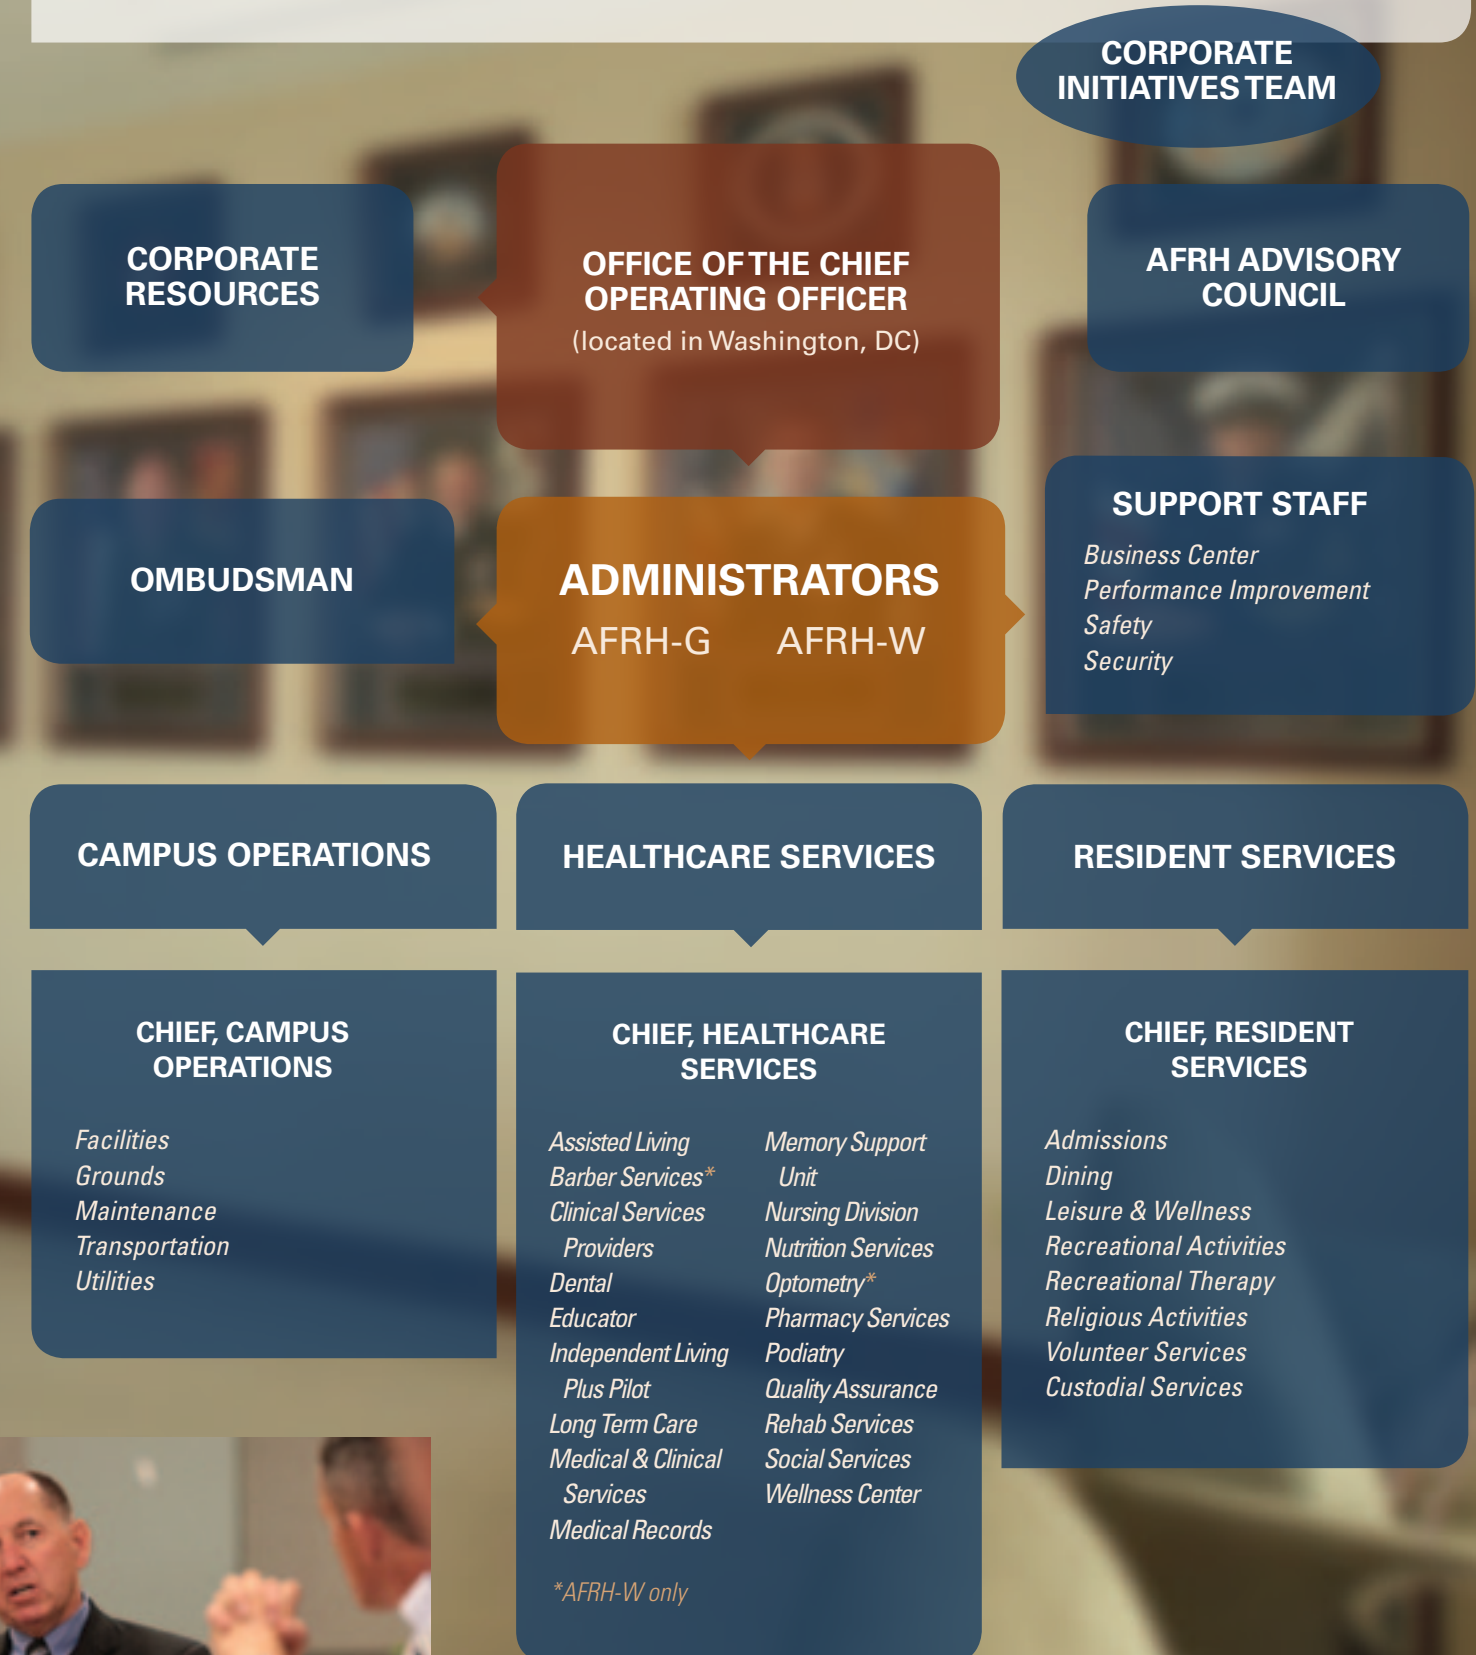 CORPORATE
INITIATIVES TEAM
CORPORATE
RESOURCES
OFFICE OF THE CHIEF
OPERATING OFFICER
(located in Washington, DC)
AFRH ADVISORY
COUNCIL
OMBUDSMAN
ADMINISTRATORS
AFRH-G AFRH-W
SUPPORT STAFF
Business Center
Performance Improvement
Safety
Security
CAMPUS OPERATIONS
HEALTHCARE SERVICES
RESIDENT SERVICES
CHIEF, CAMPUS
OPERATIONS
Facilities
Grounds
Maintenance
Transportation
Utilities
CHIEF, HEALTHCARE
SERVICES
Assisted Living
Barber Services*
Clinical Services
Providers
Dental
Educator
Independent Living
Plus Pilot
Long Term Care
Medical & Clinical
Services
Medical Records
Memory Support
Unit
Nursing Division
Nutrition Services
Optometry*
Pharmacy Services
Podiatry
Quality Assurance
Rehab Services
Social Services
Wellness Center
*AFRH-W only
CHIEF, RESIDENT
SERVICES
Admissions
Dining
Leisure & Wellness
Recreational Activities
Recreational Therapy
Religious Activities
Volunteer Services
Custodial Services